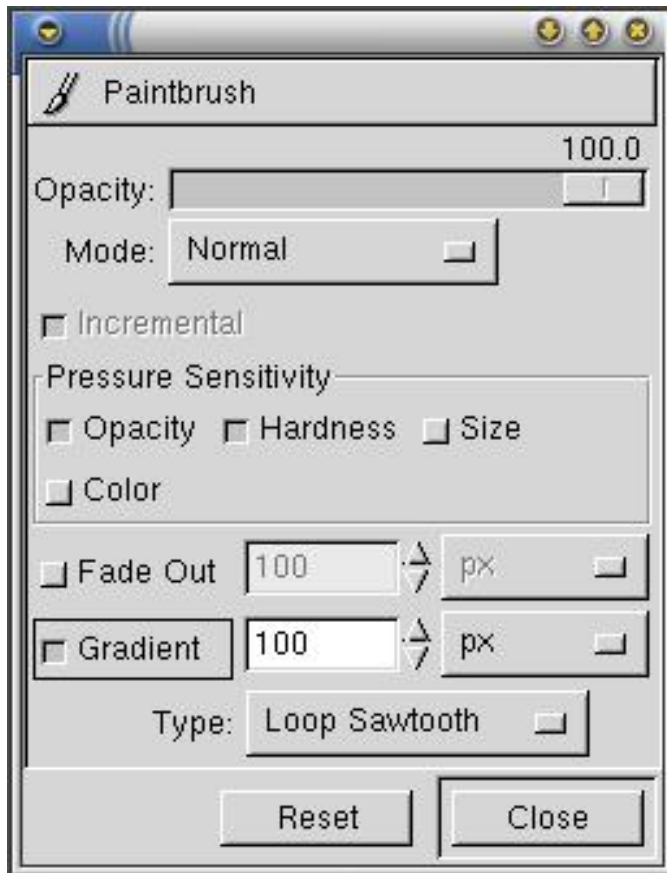 Paintbrush
100.0
Opacity:
Mode: Normal
Incremental
Pressure Sensitivity
Opacity Hardness Size
Color
Fade Out 100 px
Gradient 100 px
Type: Loop Sawtooth
Reset Close